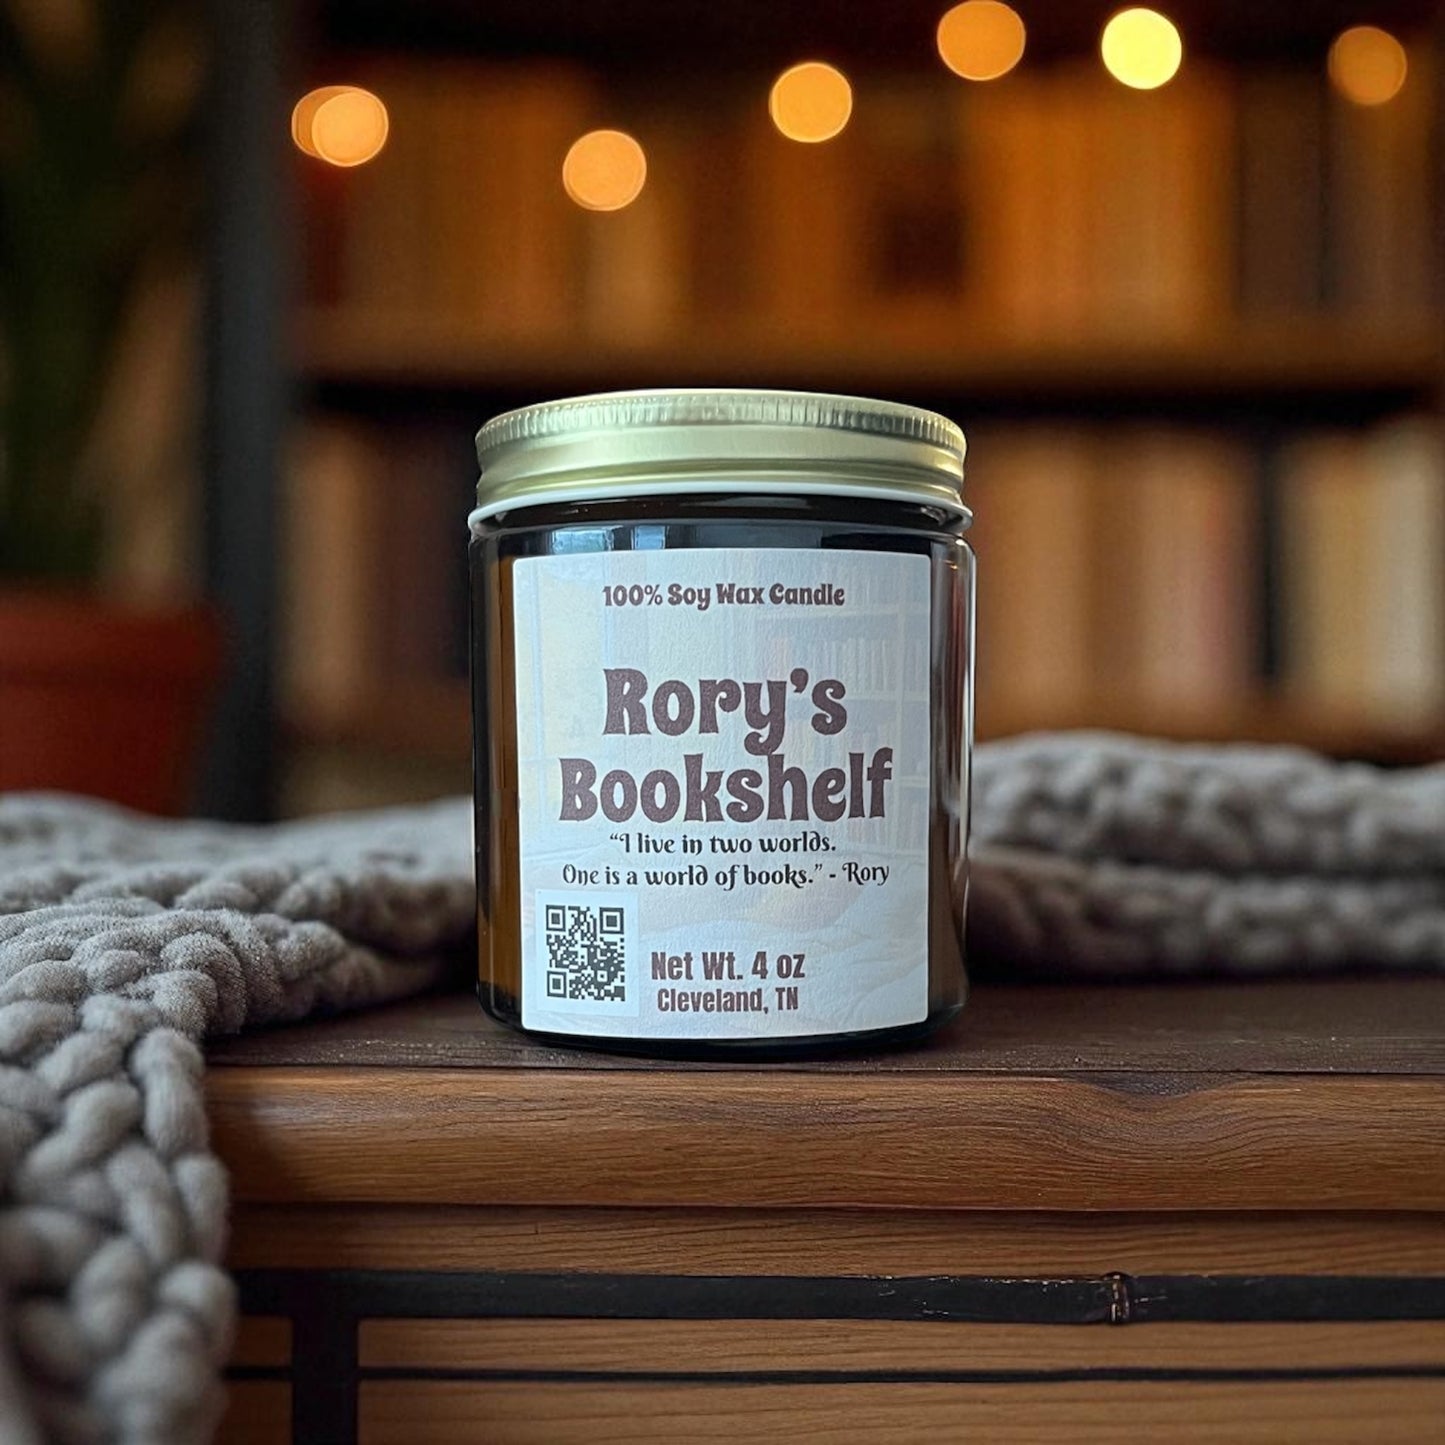 100% Soy Wax Candle
Rory's
Bookshelf
“I live in two worlds.
One is a world of books.” - Rory
Net Wt. 4 oz
Cleveland, TN